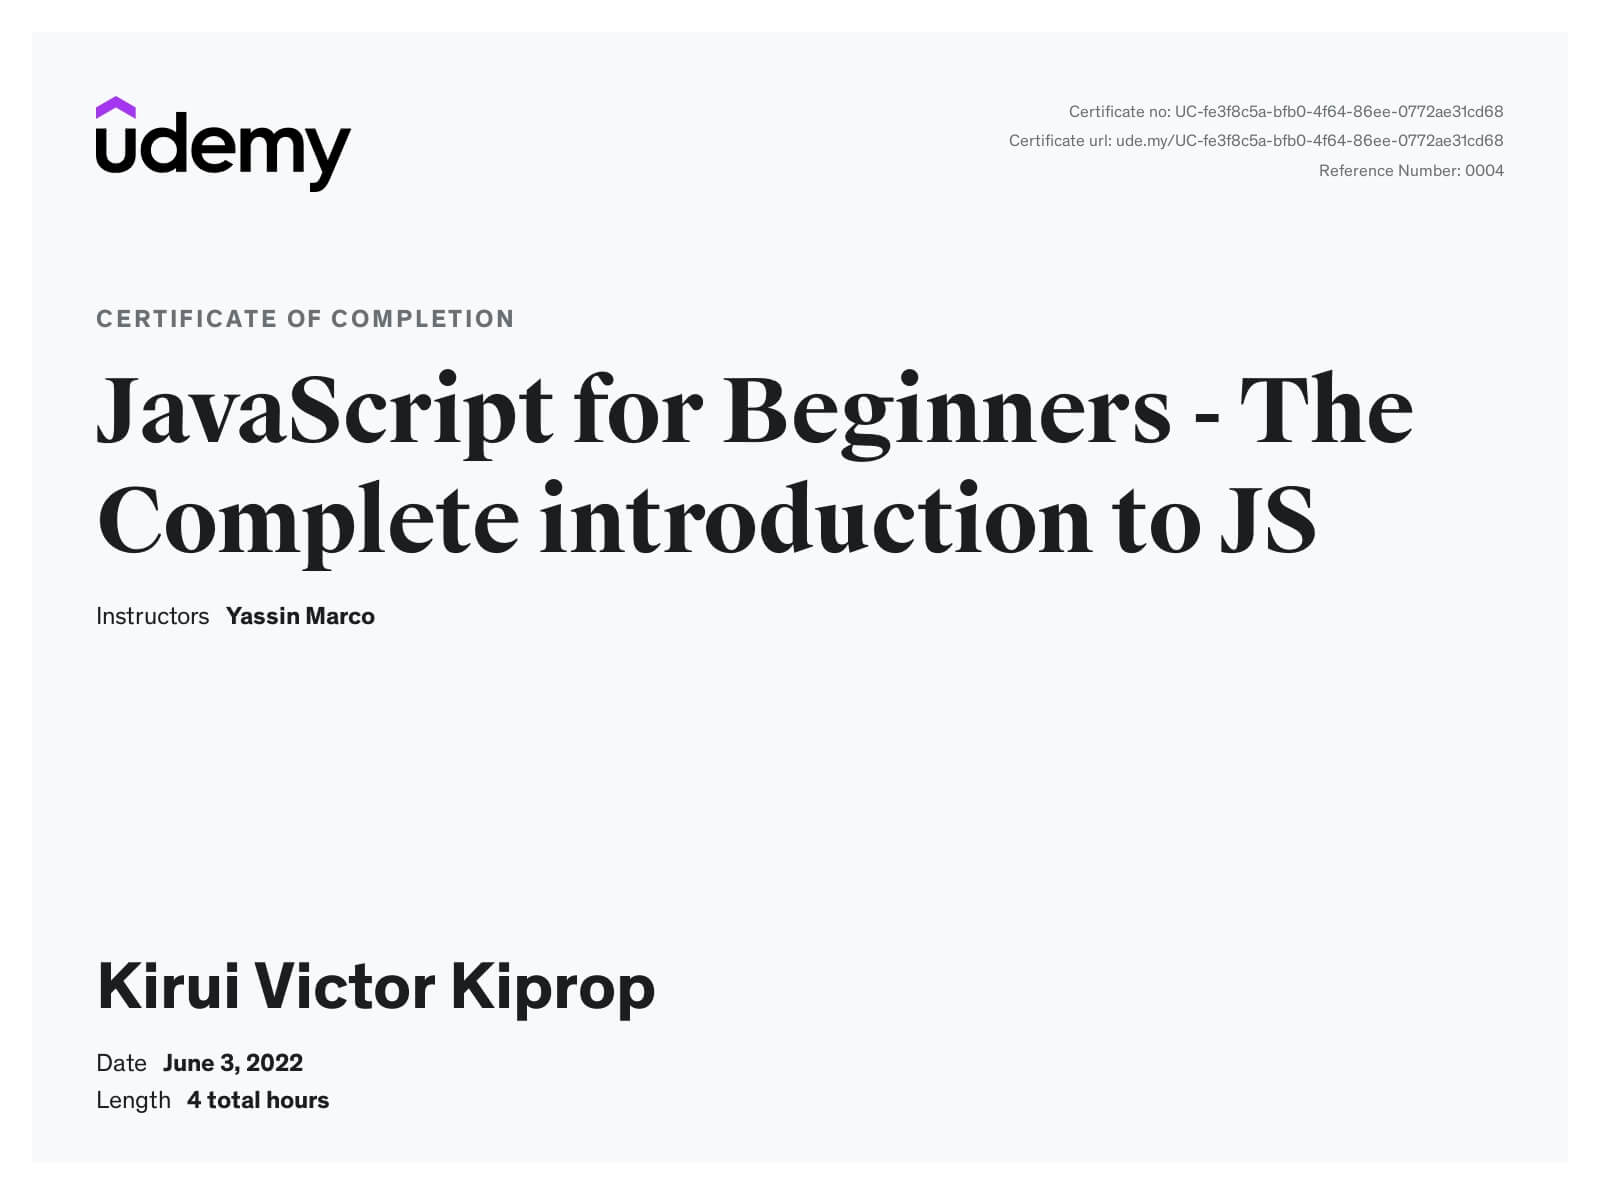 udemy
Certificate no: UC-fe3f8c5a-bfb0-4f64-86ee-0772ae31cd68
Certificate url: ude.my/UC-fe3f8c5a-bfb0-4f64-86ee-0772ae31cd68
Reference Number: 0004
CERTIFICATE OF COMPLETION
JavaScript for Beginners - The
Complete introduction to JS
Instructors Yassin Marco
Kirui Victor Kiprop
Date June 3, 2022
Length 4 total hours